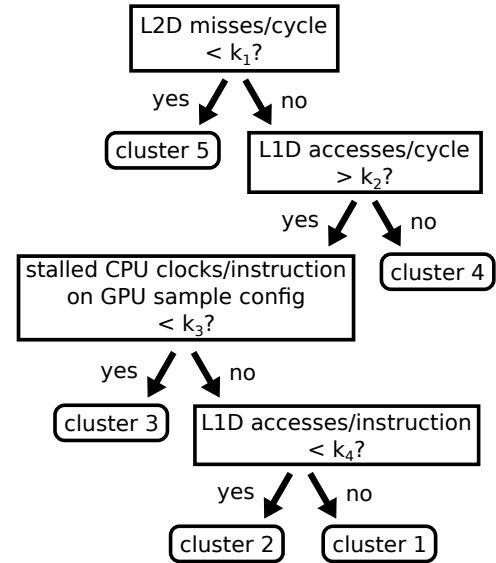 L2D misses/cycle
< k₁?
yes
no
cluster 5
L1D accesses/cycle
> k₂?
yes
no
cluster 4
stalled CPU clocks/instruction
on GPU sample config
< k₃?
yes
no
cluster 3
L1D accesses/instruction
< k₄?
yes
no
cluster 2
cluster 1